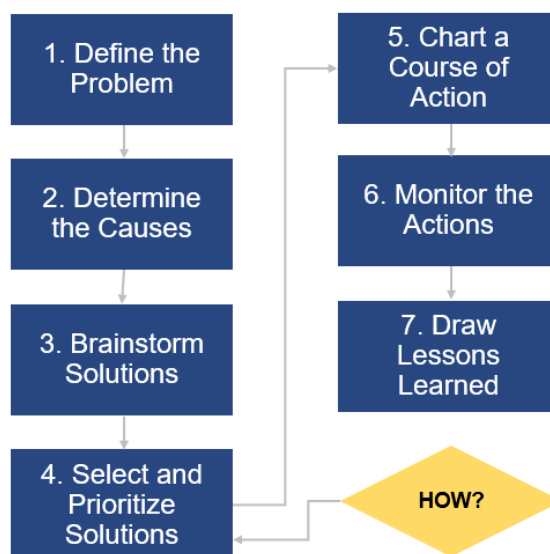 1. Define the
Problem
2. Determine
the Causes
3. Brainstorm
Solutions
4. Select and
Prioritize
Solutions
5. Chart a
Course of
Action
6. Monitor the
Actions
7. Draw
Lessons
Learned
HOW?